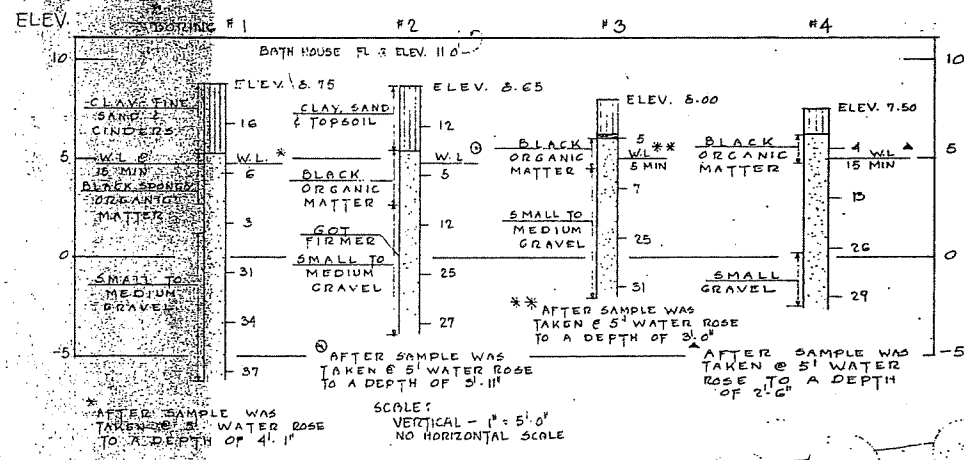 ELEV.
BORING #1 #2 #3 #4
10 10
BATH HOUSE FL @ ELEV. 11.0'
ELEV. 8.75
ELEV. 8.65
ELEV. 8.00
ELEV. 7.50
CLAY, FINE
SAND &
CINDERS
16
W.L. *
W.L @
15 MIN
6
BLACK SPONGY
ORGANIC
MATTER
3
31
SMALL TO
MEDIUM
GRAVEL
34
37
CLAY, SAND
& TOPSOIL
12
W.L
5
BLACK
ORGANIC
MATTER
12
GOT
FIRMER
SMALL TO
MEDIUM
GRAVEL
25
27
BLACK
ORGANIC
MATTER
5
W.L **
5 MIN
7
SMALL TO
MEDIUM
GRAVEL
25
31
BLACK
ORGANIC
MATTER
4 W.L
15 MIN
13
26
SMALL
GRAVEL
29
5 5
0 0
-5 -5
* AFTER SAMPLE WAS
TAKEN @ 5' WATER ROSE
TO A DEPTH OF 4'-1"
AFTER SAMPLE WAS
TAKEN @ 5' WATER ROSE
TO A DEPTH OF 3'-11"
** AFTER SAMPLE WAS
TAKEN @ 5' WATER ROSE
TO A DEPTH OF 3'-0"
AFTER SAMPLE WAS
TAKEN @ 5' WATER
ROSE TO A DEPTH
OF 2'-6"
SCALE:
VERTICAL - 1" = 5'-0"
NO HORIZONTAL SCALE